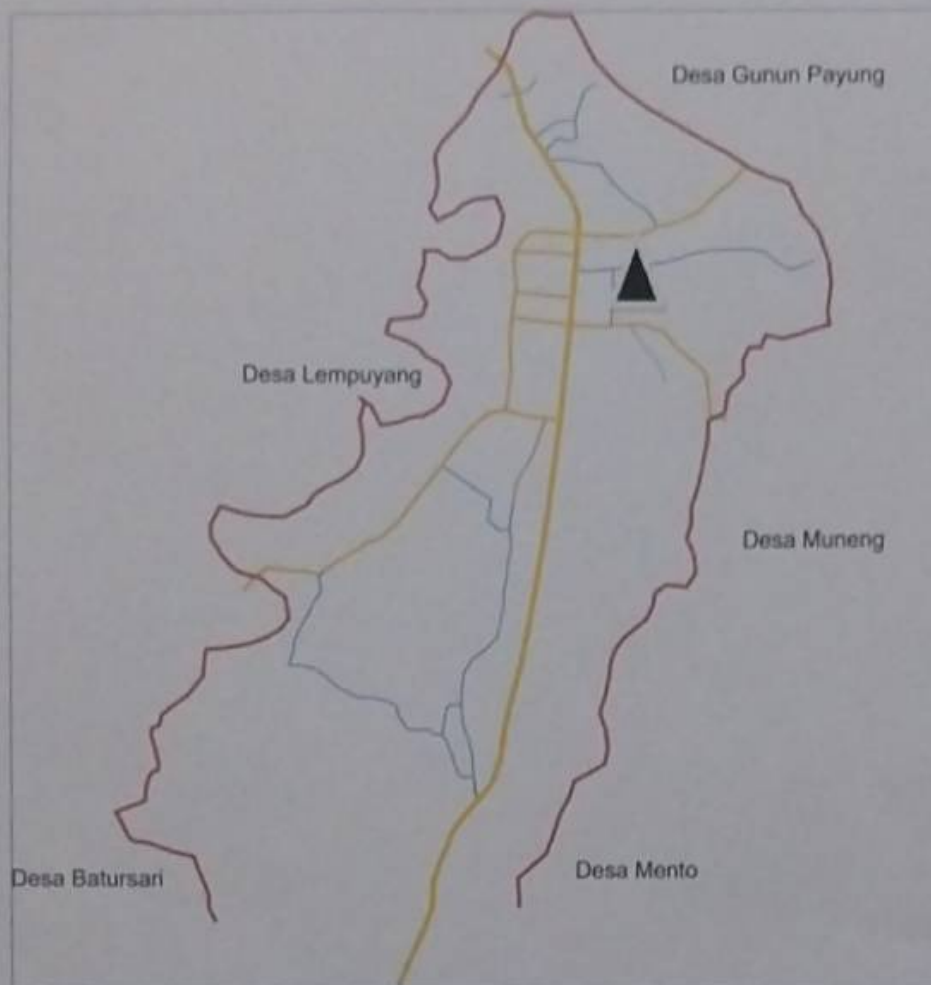 Desa Gunun Payung
Desa Lempuyang
Desa Muneng
Desa Batursari
Desa Mento